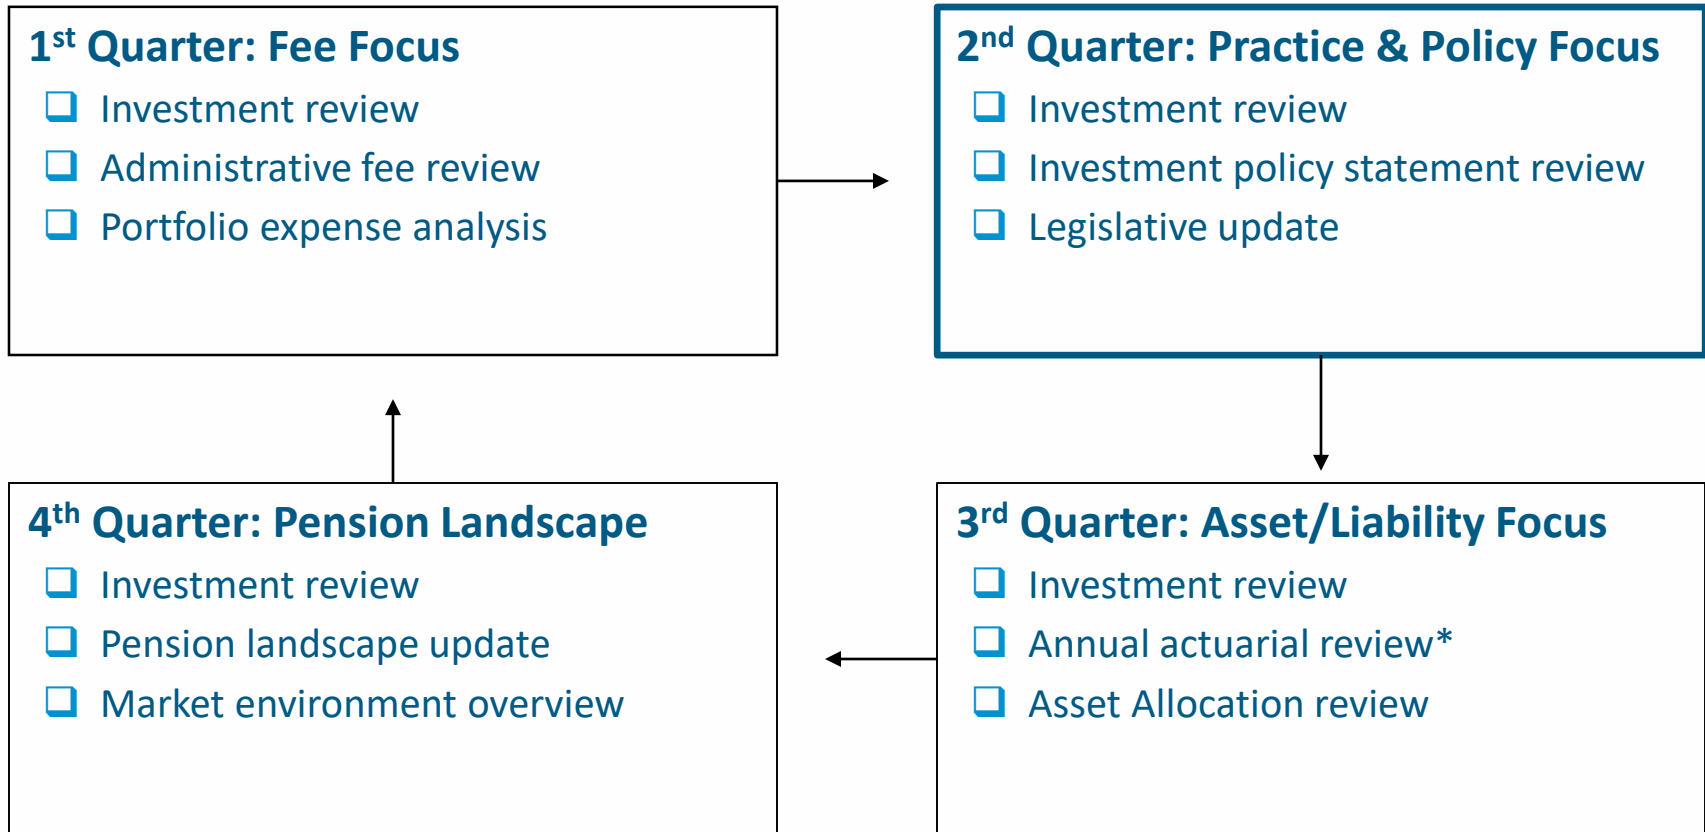 1st Quarter: Fee Focus
❑ Investment review
❑ Administrative fee review
❑ Portfolio expense analysis
2nd Quarter: Practice & Policy Focus
❑ Investment review
❑ Investment policy statement review
❑ Legislative update
4th Quarter: Pension Landscape
❑ Investment review
❑ Pension landscape update
❑ Market environment overview
3rd Quarter: Asset/Liability Focus
❑ Investment review
❑ Annual actuarial review*
❑ Asset Allocation review